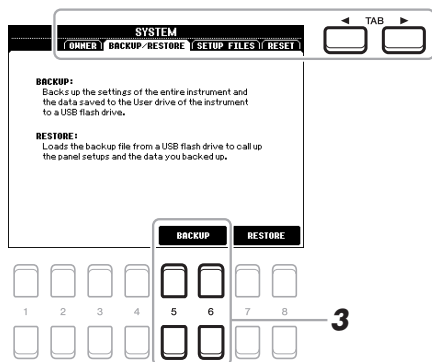 ◀ TAB ▶
SYSTEM
OWNER BACKUP/RESTORE SETUP FILES RESET
BACKUP:
Backs up the settings of the entire instrument and
the data saved to the User drive of the instrument
to a USB flash drive.
RESTORE:
Loads the backup file from a USB flash drive to call up
the panel setups and the data you backed up.
BACKUP RESTORE
1 2 3 4 5 6 7 8
3